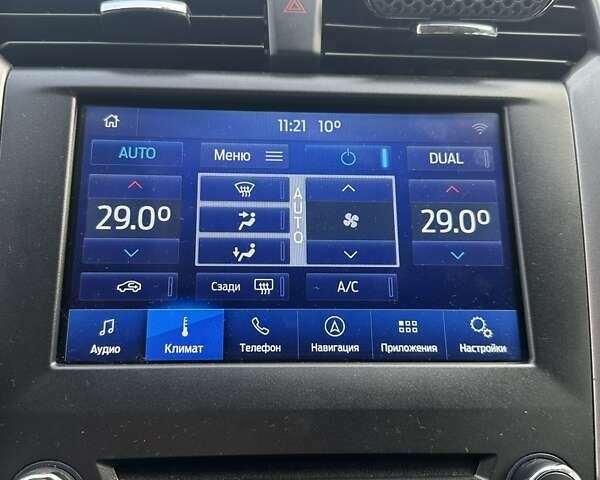 11:21 10°
AUTO Меню DUAL
29.0° AUTO 29.0°
Сзади A/C
Аудио Климат Телефон Навигация Приложения Настройки